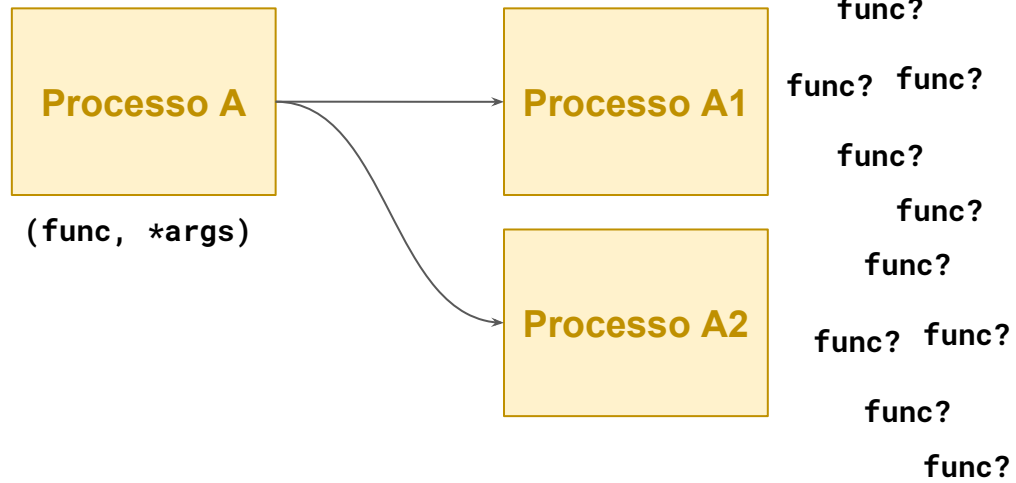 func?
Processo A
Processo A1
func? func?
func?
(func, *args)
func?
func?
Processo A2
func? func?
func?
func?